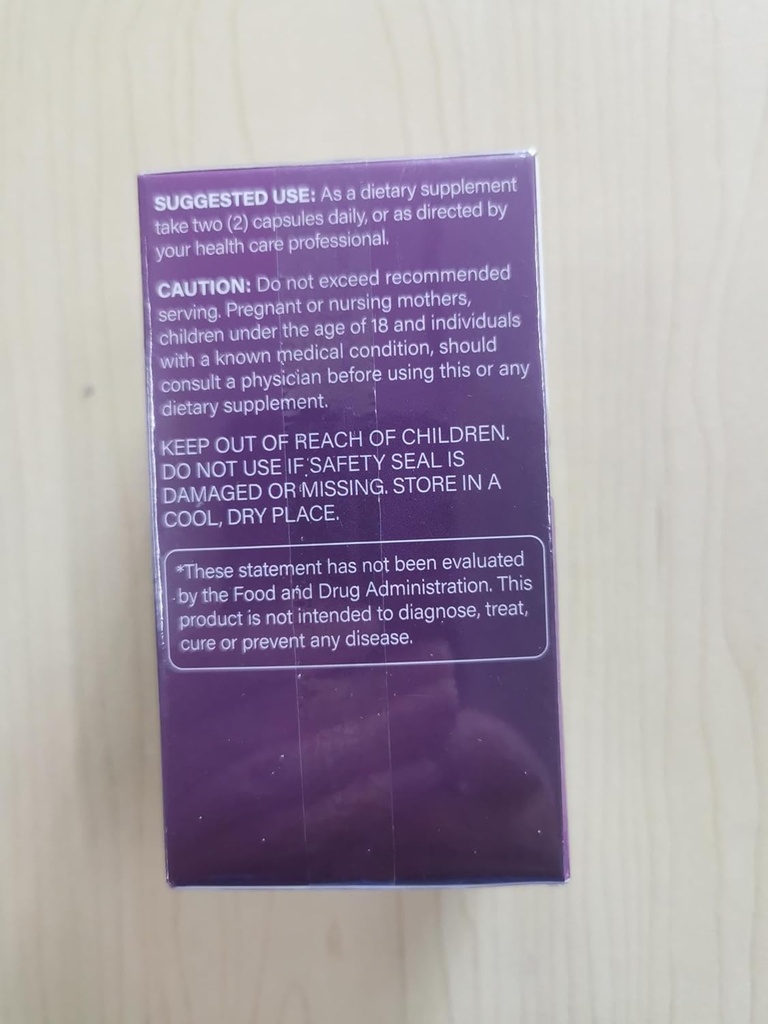 SUGGESTED USE: As a dietary supplement
take two (2) capsules daily, or as directed by
your health care professional.
CAUTION: Do not exceed recommended
serving. Pregnant or nursing mothers,
children under the age of 18 and individuals
with a known medical condition, should
consult a physician before using this or any
dietary supplement.
KEEP OUT OF REACH OF CHILDREN.
DO NOT USE IF SAFETY SEAL IS
DAMAGED OR MISSING. STORE IN A
COOL, DRY PLACE.
*These statement has not been evaluated
by the Food and Drug Administration. This
product is not intended to diagnose, treat,
cure or prevent any disease.